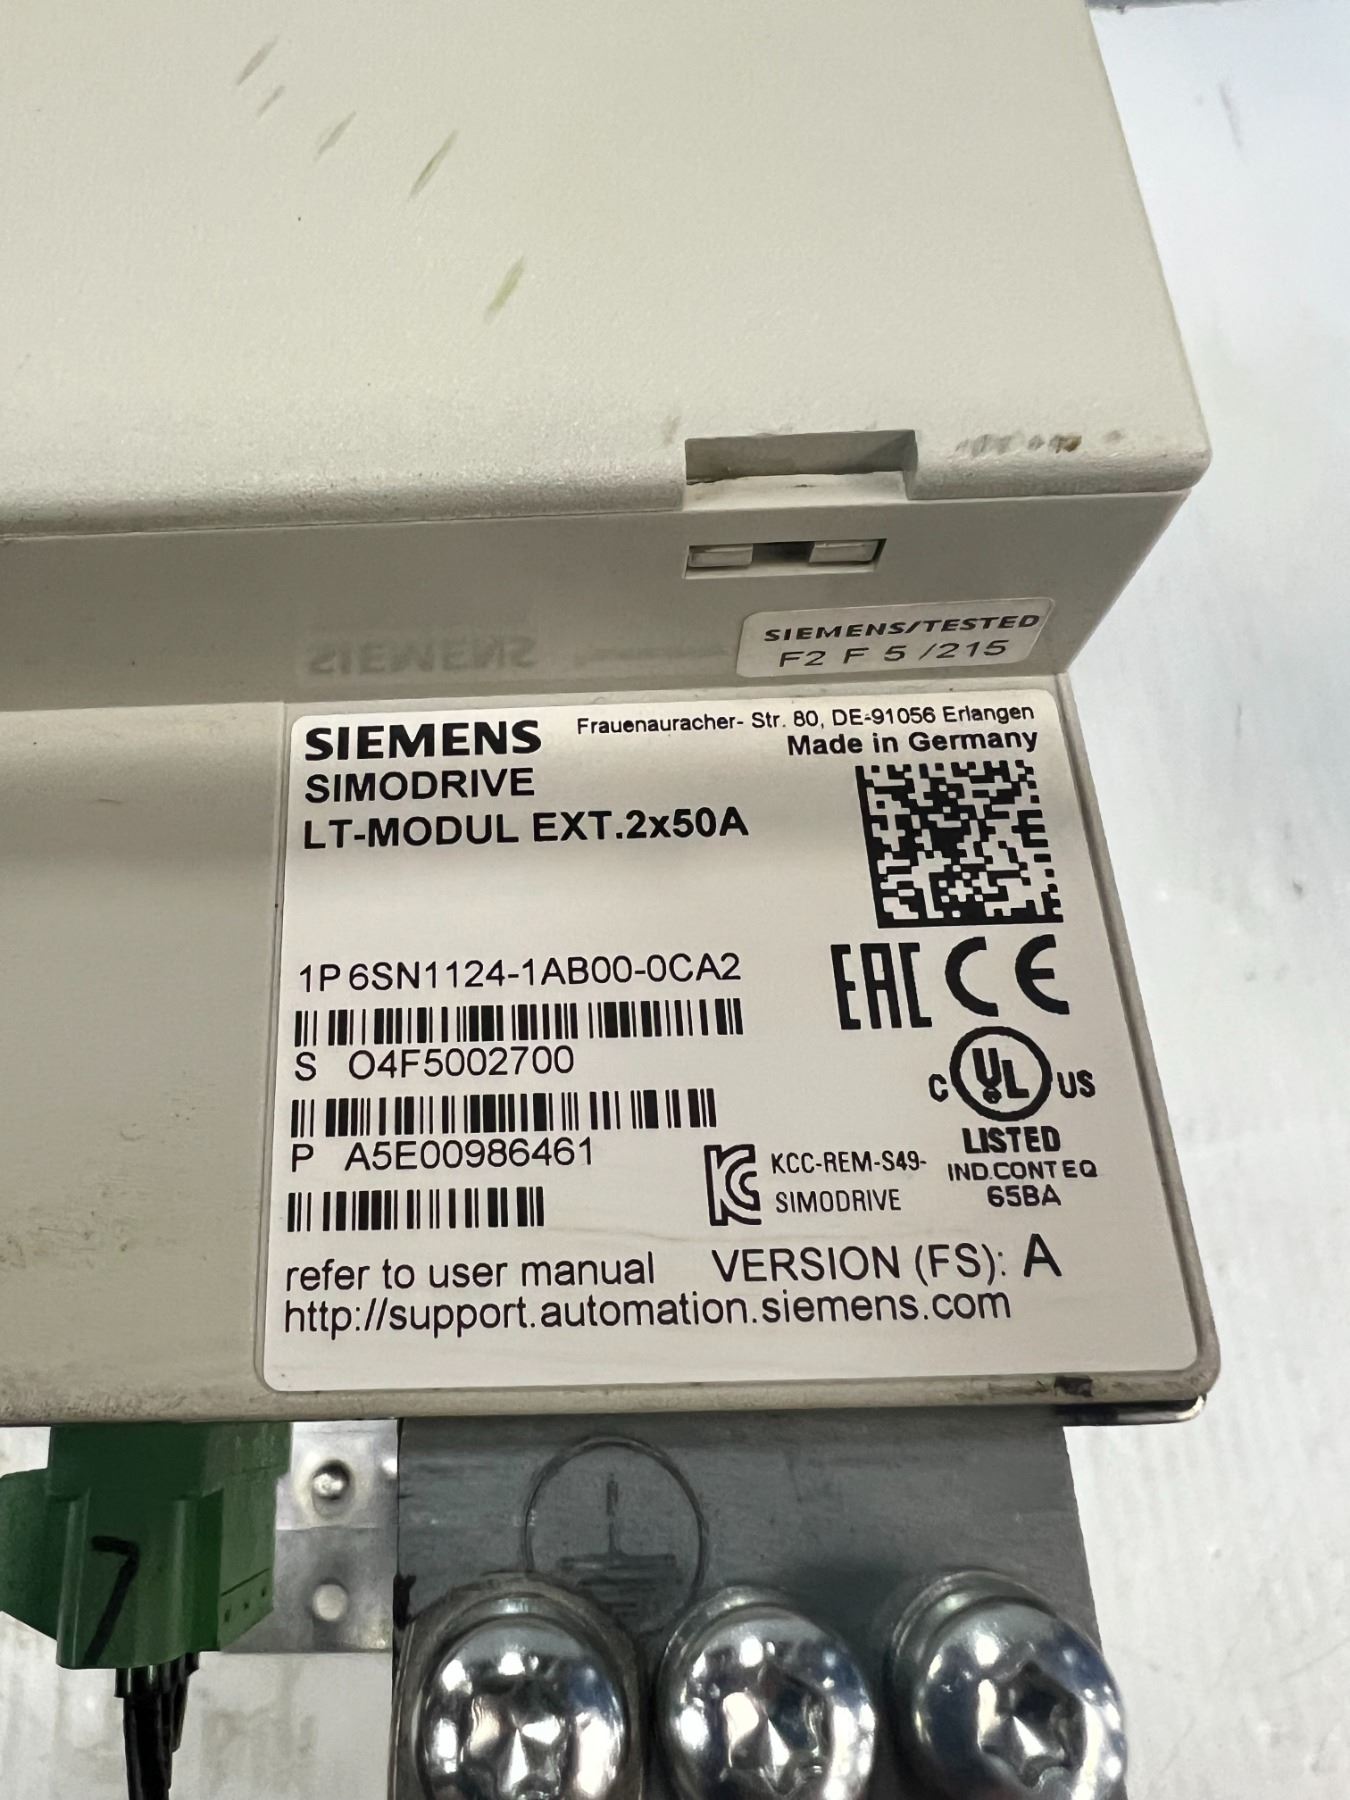 SIEMENS/TESTED
F2 F 5 /215
SIEMENS
Frauenauracher- Str. 80, DE-91056 Erlangen
Made in Germany
SIMODRIVE
LT-MODUL EXT.2x50A
1P 6SN1124-1AB00-0CA2
EAC CE
S O4F5002700
C UL US
LISTED
IND.CONT EQ
65BA
P A5E00986461
KCC-REM-S49-
SIMODRIVE
refer to user manual VERSION (FS): A
http://support.automation.siemens.com
7